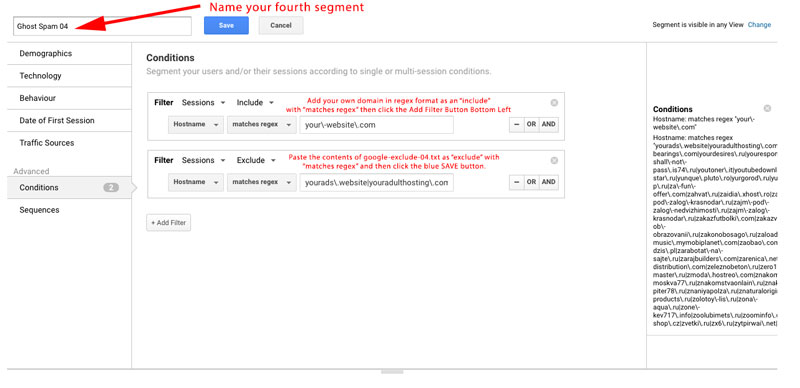 Name your fourth segment
Ghost Spam 04
Save
Cancel
Segment is visible in any View Change
Demographics
Technology
Behaviour
Date of First Session
Traffic Sources
Advanced
Conditions 2
Sequences
Conditions
Segment your users and/or their sessions according to single or multi-session conditions.
Filter Sessions Include
Add your own domain in regex format as an "include"
with "matches regex" then click the Add Filter Button Bottom Left
Hostname matches regex your\-website\.com
– OR AND
Filter Sessions Exclude
Paste the contents of google-exclude-04.txt as "exclude" with
"matches regex" and then click the blue SAVE button.
Hostname matches regex yourads\.website|youradulthosting\.com
– OR AND
+ Add Filter
Conditions
Hostname: matches regex "your\-
website\.com"
Hostname: matches regex
"yourads\.website|youradulthosting\.com
bearings\.com|yourdesires\.ru|yourespon
shall\-not\-
pass\.is74\.ru|youtoner\.it|youtubedownl
star\.ru|yunque\.pluto\.ro|yurgorod\.ru|yu
p\.ru|za\-fun\-
offer\.com|zahvat\.ru|zaidia\.xhost\.ro|za
pod\-zalog\-krasnodar\.ru|zajm\-pod\-
zalog\-nedvizhimosti\.ru|zajm\-zalog\-
krasnodar\.ru|zakazfutbolki\.com|zakazv
ob\-
obrazovanii\.ru|zakonobosago\.ru|zaload
music\.mymobiplanet\.com|zaobao\.com
dzis\.pl|zarabotat\-na\-
sajte\.ru|zarajbuilders\.com|zarenica\.net
distribution\.com|zeleznobeton\.ru|zero1
master\.ru|zmoda\.hostreo\.com|znakom
moskva77\.ru|znakomstvaonlain\.ru|znak
piter78\.ru|znaniyapolza\.ru|znaturalorigi
products\.ru|zolotoy\-lis\.ru|zona\-
aqua\.ru|zone\-
kev717\.info|zoolubimets\.ru|zoominfo\.c
shop\.cz|zvetki\.ru|zx6\.ru|zytpirwai\.net|